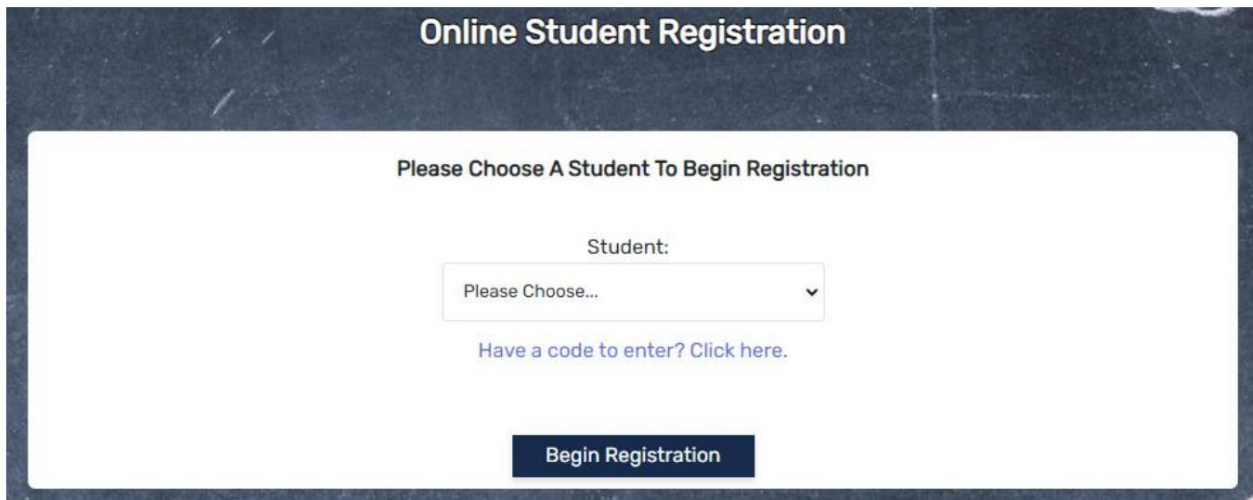 Online Student Registration
Please Choose A Student To Begin Registration
Student:
Please Choose...
Have a code to enter? Click here.
Begin Registration